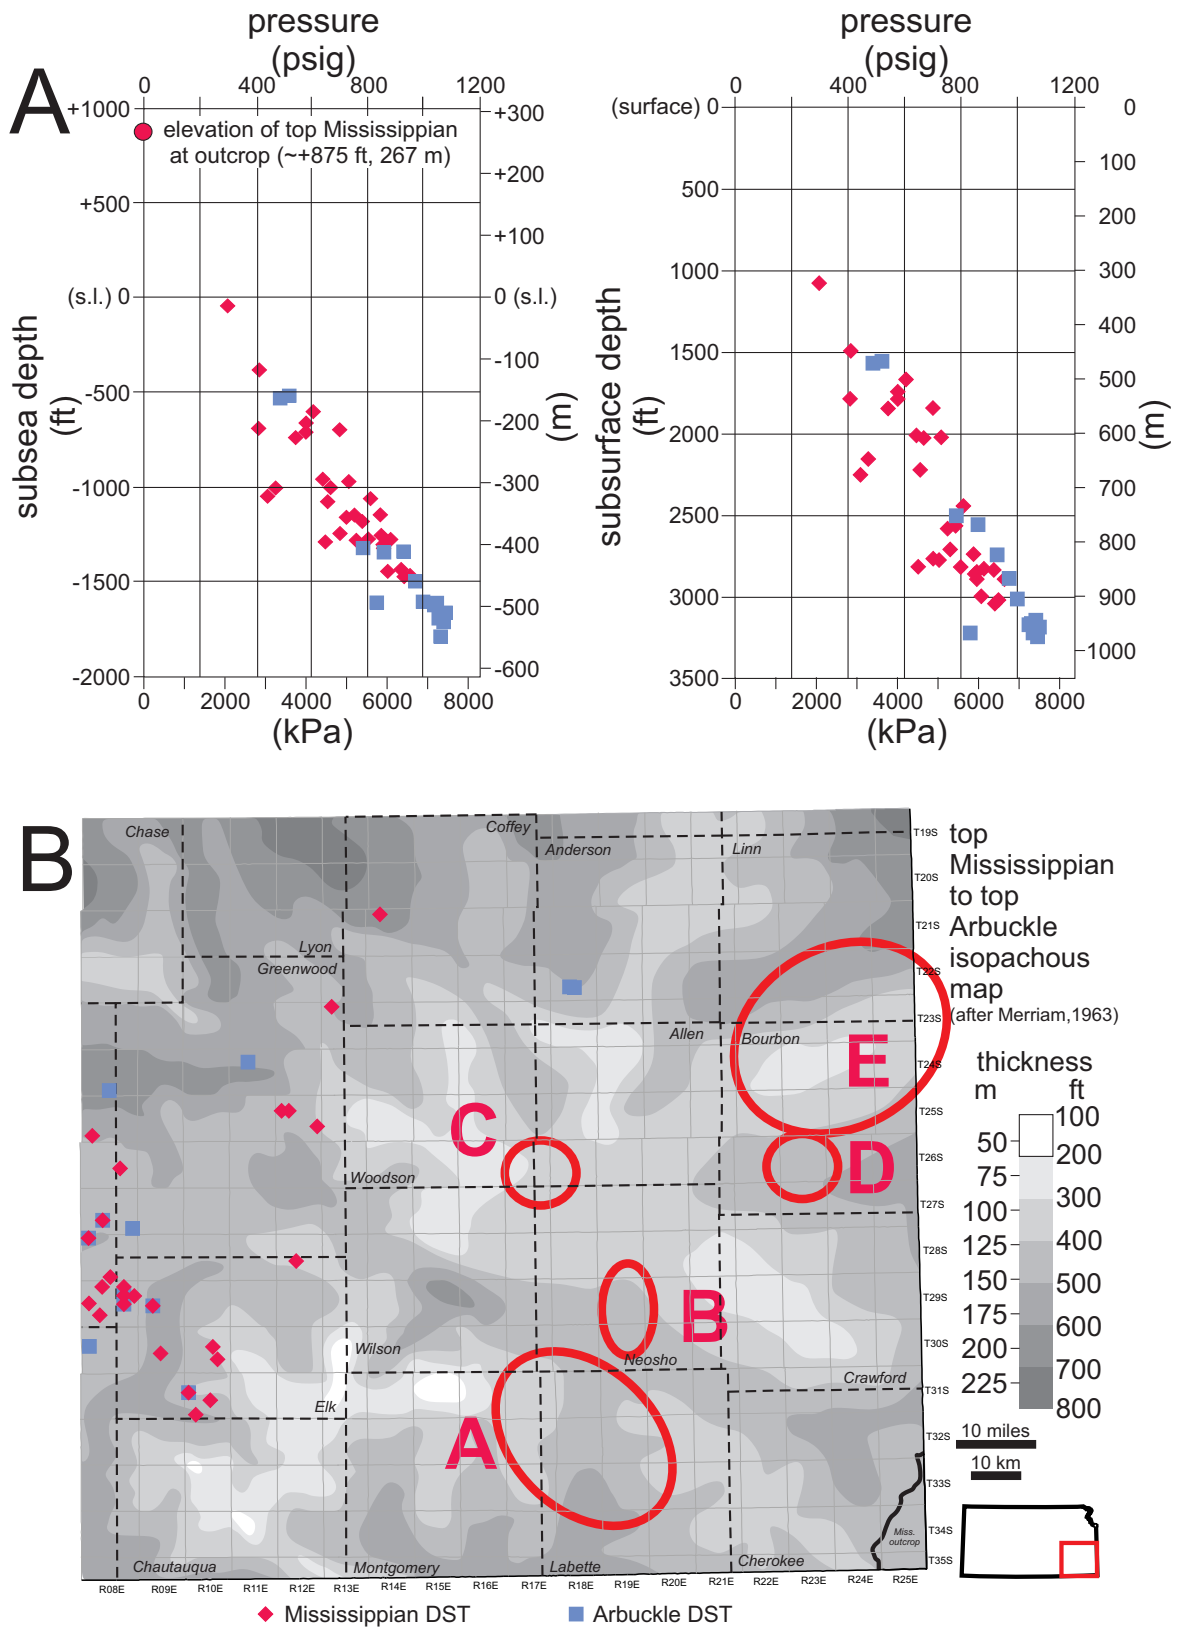 A
pressure
(psig)
0 400 800 1200
+1000
+500
(s.l.) 0
-500
-1000
-1500
-2000
subsea depth
(ft)
elevation of top Mississippian
at outcrop (~+875 ft, 267 m)
+300
+200
+100
0 (s.l.)
-100
-200
-300
-400
-500
-600
(m)
0 2000 4000 6000 8000
(kPa)
pressure
(psig)
0 400 800 1200
(surface) 0
500
1000
1500
2000
2500
3000
3500
subsurface depth
(ft)
0
100
200
300
400
500
600
700
800
900
1000
(m)
0 2000 4000 6000 8000
(kPa)
B
Chase
Coffey
Anderson
Linn
Lyon
Greenwood
Allen
Bourbon
Woodson
Wilson
Neosho
Crawford
Elk
Chautauqua
Montgomery
Labette
Cherokee
Miss.
outcrop
E
C
D
B
A
T19S
T20S
T21S
T22S
T23S
T24S
T25S
T26S
T27S
T28S
T29S
T30S
T31S
T32S
T33S
T34S
T35S
R08E R09E R10E R11E R12E R13E R14E R15E R16E R17E R18E R19E R20E R21E R22E R23E R24E R25E
top
Mississippian
to top
Arbuckle
isopachous
map
(after Merriam,1963)
thickness
m ft
50
75
100
125
150
175
200
225
100
200
300
400
500
600
700
800
10 miles
10 km
Mississippian DST
Arbuckle DST